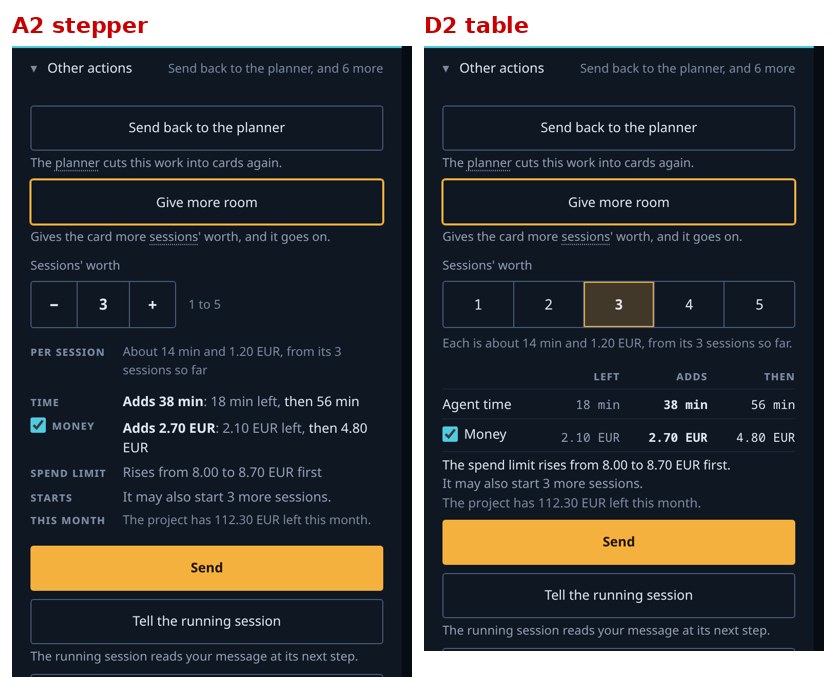 A2 stepper
▼ Other actions Send back to the planner, and 6 more
Send back to the planner
The planner cuts this work into cards again.
Give more room
Gives the card more sessions' worth, and it goes on.
Sessions' worth
− 3 + 1 to 5
PER SESSION About 14 min and 1.20 EUR, from its 3
sessions so far
TIME Adds 38 min: 18 min left, then 56 min
MONEY Adds 2.70 EUR: 2.10 EUR left, then 4.80
EUR
SPEND LIMIT Rises from 8.00 to 8.70 EUR first
STARTS It may also start 3 more sessions.
THIS MONTH The project has 112.30 EUR left this month.
Send
Tell the running session
The running session reads your message at its next step.
D2 table
▼ Other actions Send back to the planner, and 6 more
Send back to the planner
The planner cuts this work into cards again.
Give more room
Gives the card more sessions' worth, and it goes on.
Sessions' worth
1 2 3 4 5
Each is about 14 min and 1.20 EUR, from its 3 sessions so far.
LEFT ADDS THEN
Agent time 18 min 38 min 56 min
Money 2.10 EUR 2.70 EUR 4.80 EUR
The spend limit rises from 8.00 to 8.70 EUR first.
It may also start 3 more sessions.
The project has 112.30 EUR left this month.
Send
Tell the running session
The running session reads your message at its next step.